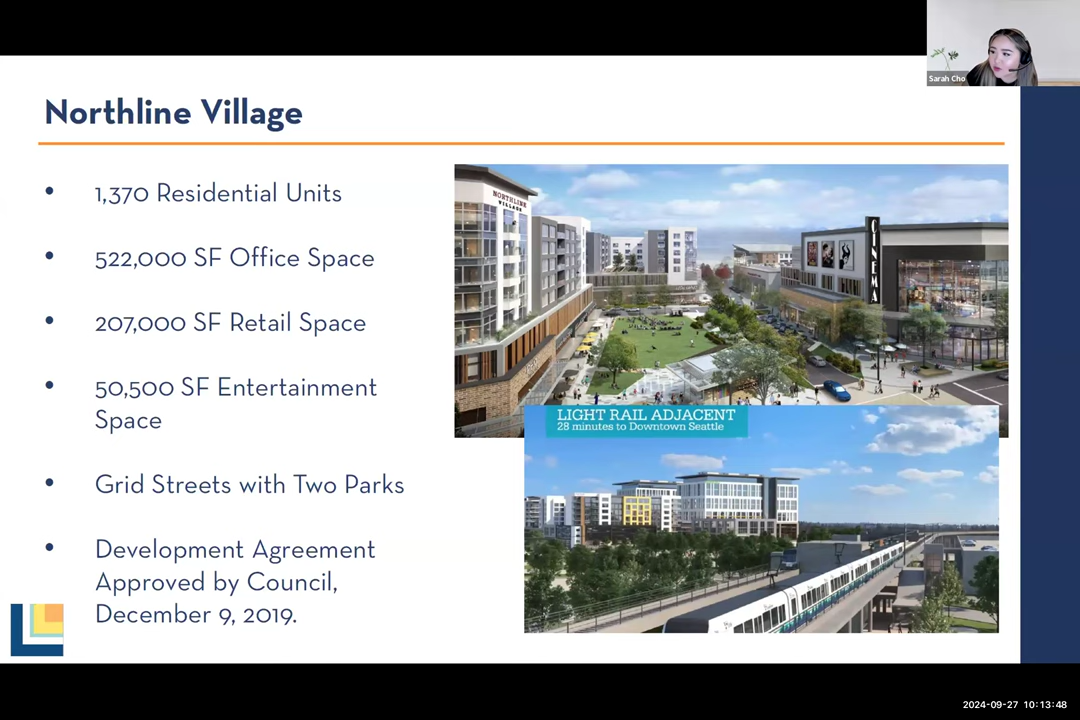 Sarah Cho
Northline Village
• 1,370 Residential Units
• 522,000 SF Office Space
• 207,000 SF Retail Space
• 50,500 SF Entertainment
Space
• Grid Streets with Two Parks
• Development Agreement
Approved by Council,
December 9, 2019.
NORTHLINE
VILLAGE
CINEMA
LIGHT RAIL ADJACENT
28 minutes to Downtown Seattle
2024-09-27 10:13:48